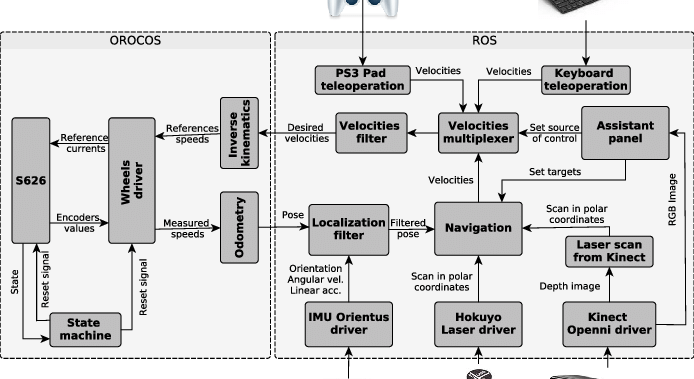 OROCOS
ROS
PS3 Pad
teleoperation
Velocities
Velocities
Keyboard
teleoperation
S626
Reference
currents
Wheels
driver
References
speeds
Inverse
kinematics
Desired
velocities
Velocities
filter
Velocities
multiplexer
Set source
of control
Assistant
panel
Encoders
values
Measured
speeds
Odometry
Pose
Localization
filter
Filtered
pose
Velocities
Navigation
Set targets
Scan in polar
coordinates
Laser scan
from Kinect
RGB Image
State
Reset signal
State
machine
Reset signal
Orientation
Angular vel.
Linear acc.
IMU Orientus
driver
Scan in polar
coordinates
Hokuyo
Laser driver
Depth image
Kinect
Openni driver